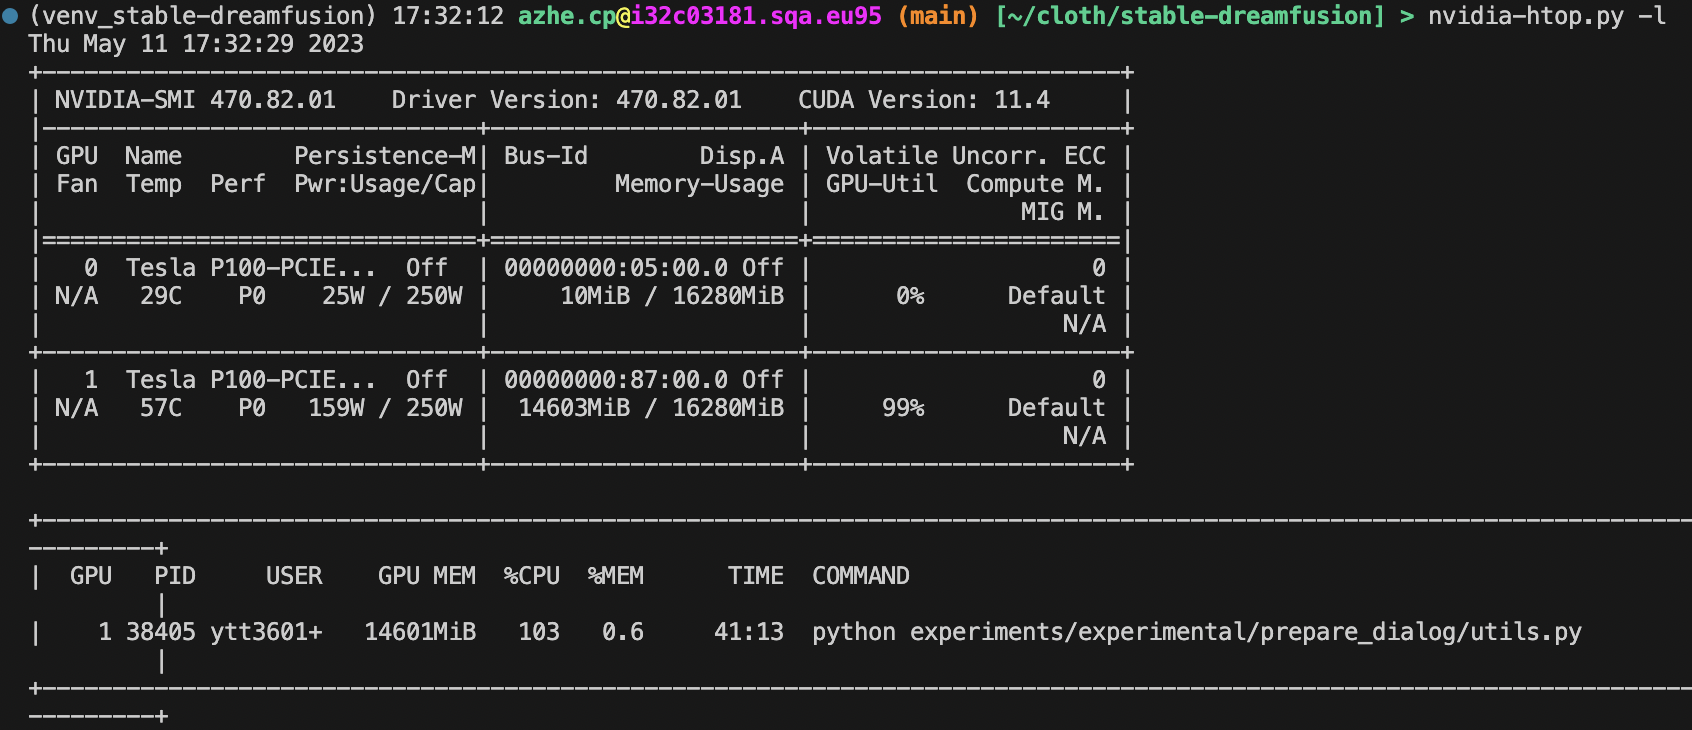 (venv_stable-dreamfusion) 17:32:12 azhe.cp@i32c03181.sqa.eu95 (main) [~/cloth/stable-dreamfusion] > nvidia-htop.py -l
Thu May 11 17:32:29 2023
+-----------------------------------------------------------------------------+
| NVIDIA-SMI 470.82.01    Driver Version: 470.82.01    CUDA Version: 11.4     |
|-------------------------------+----------------------+----------------------+
| GPU  Name        Persistence-M| Bus-Id        Disp.A | Volatile Uncorr. ECC |
| Fan  Temp  Perf  Pwr:Usage/Cap|         Memory-Usage | GPU-Util  Compute M. |
|                               |                      |               MIG M. |
|===============================+======================+======================|
|   0  Tesla P100-PCIE...  Off  | 00000000:05:00.0 Off |                    0 |
| N/A   29C    P0    25W / 250W |     10MiB / 16280MiB |      0%      Default |
|                               |                      |                  N/A |
+-------------------------------+----------------------+----------------------+
|   1  Tesla P100-PCIE...  Off  | 00000000:87:00.0 Off |                    0 |
| N/A   57C    P0   159W / 250W |  14603MiB / 16280MiB |     99%      Default |
|                               |                      |                  N/A |
+-------------------------------+----------------------+----------------------+

+----------------------------------------------------------------------------------------------------------------------
---------+
|  GPU   PID     USER    GPU MEM  %CPU  %MEM      TIME  COMMAND
         |
|    1 38405 ytt3601+   14601MiB   103   0.6     41:13  python experiments/experimental/prepare_dialog/utils.py
         |
+----------------------------------------------------------------------------------------------------------------------
---------+